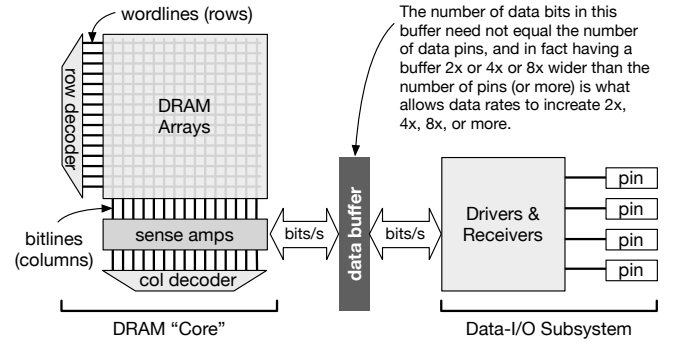 wordlines (rows)
The number of data bits in this
buffer need not equal the number
of data pins, and in fact having a
buffer 2x or 4x or 8x wider than the
number of pins (or more) is what
allows data rates to increate 2x,
4x, 8x, or more.
row decoder
DRAM
Arrays
bitlines
(columns)
sense amps
col decoder
bits/s
data buffer
bits/s
Drivers &
Receivers
pin
pin
pin
pin
DRAM “Core”
Data-I/O Subsystem